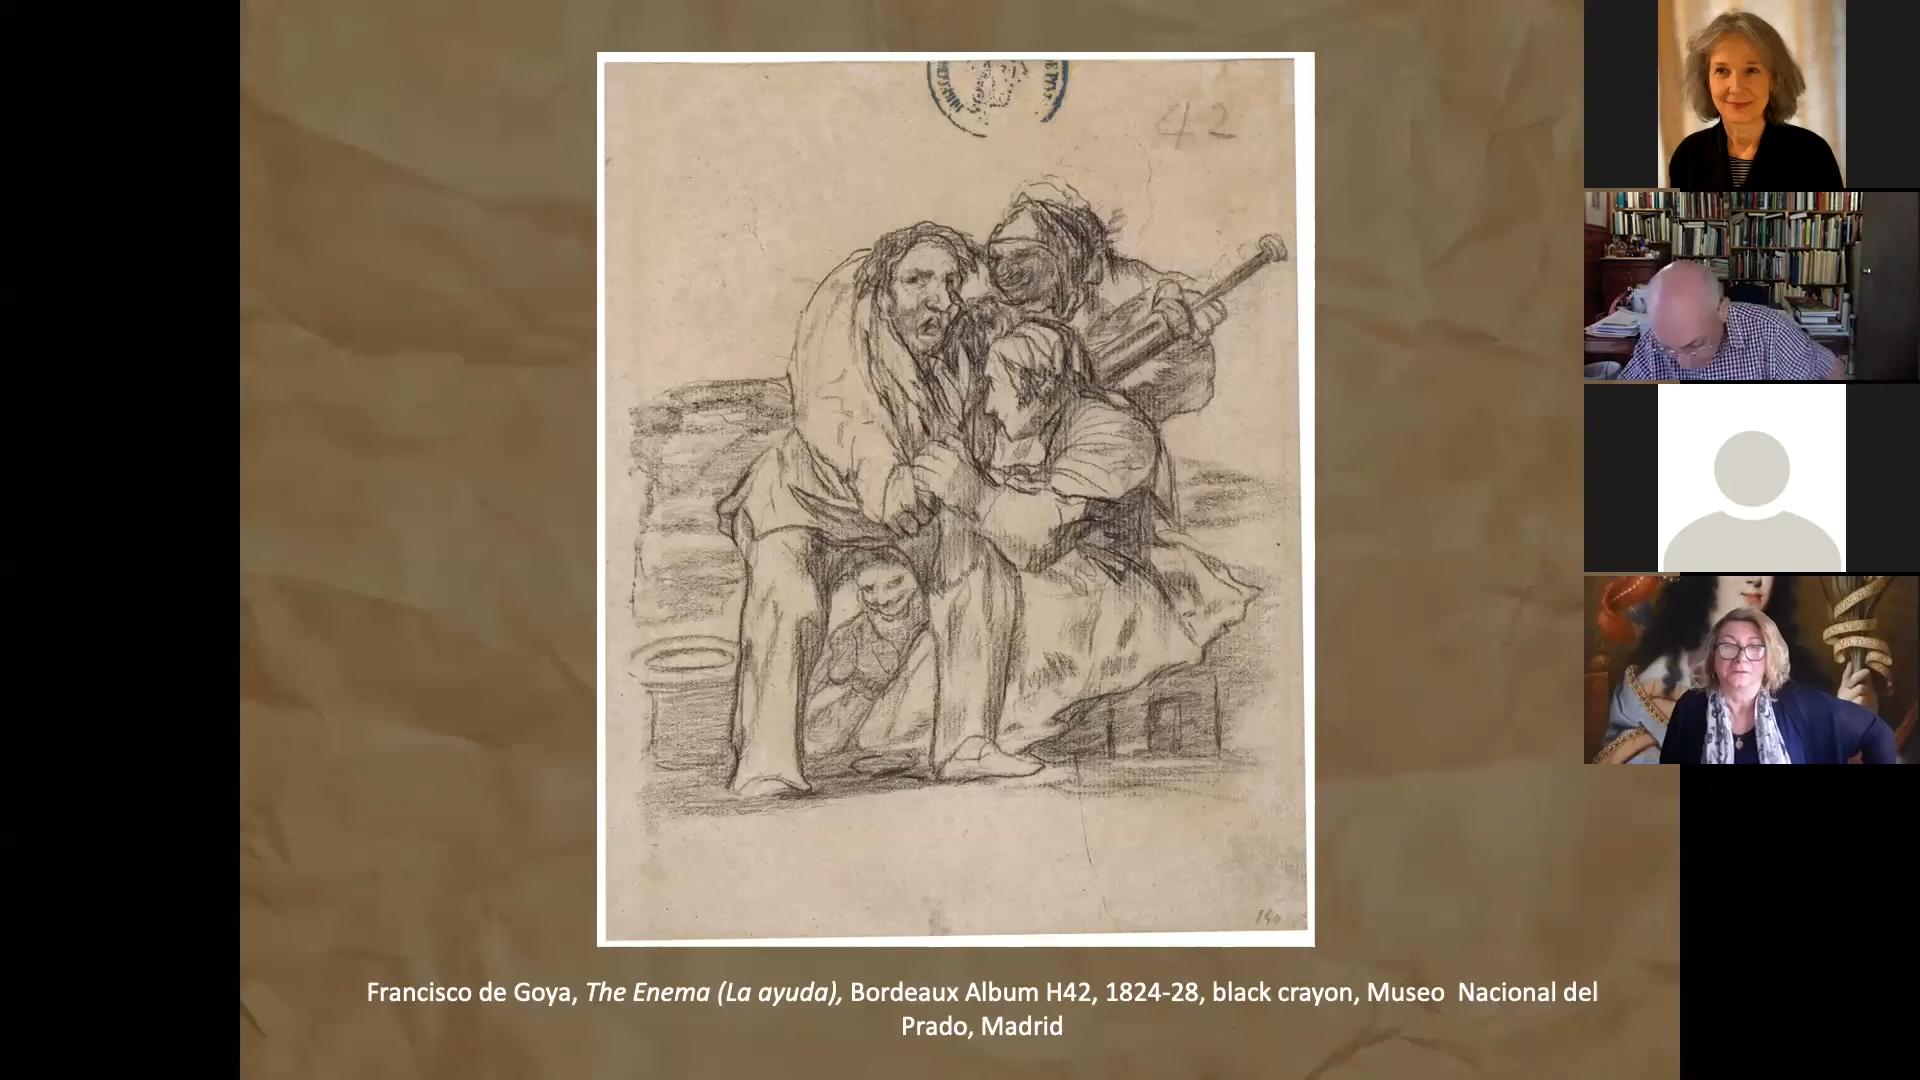 42
190
Francisco de Goya, The Enema (La ayuda), Bordeaux Album H42, 1824-28, black crayon, Museo Nacional del
Prado, Madrid